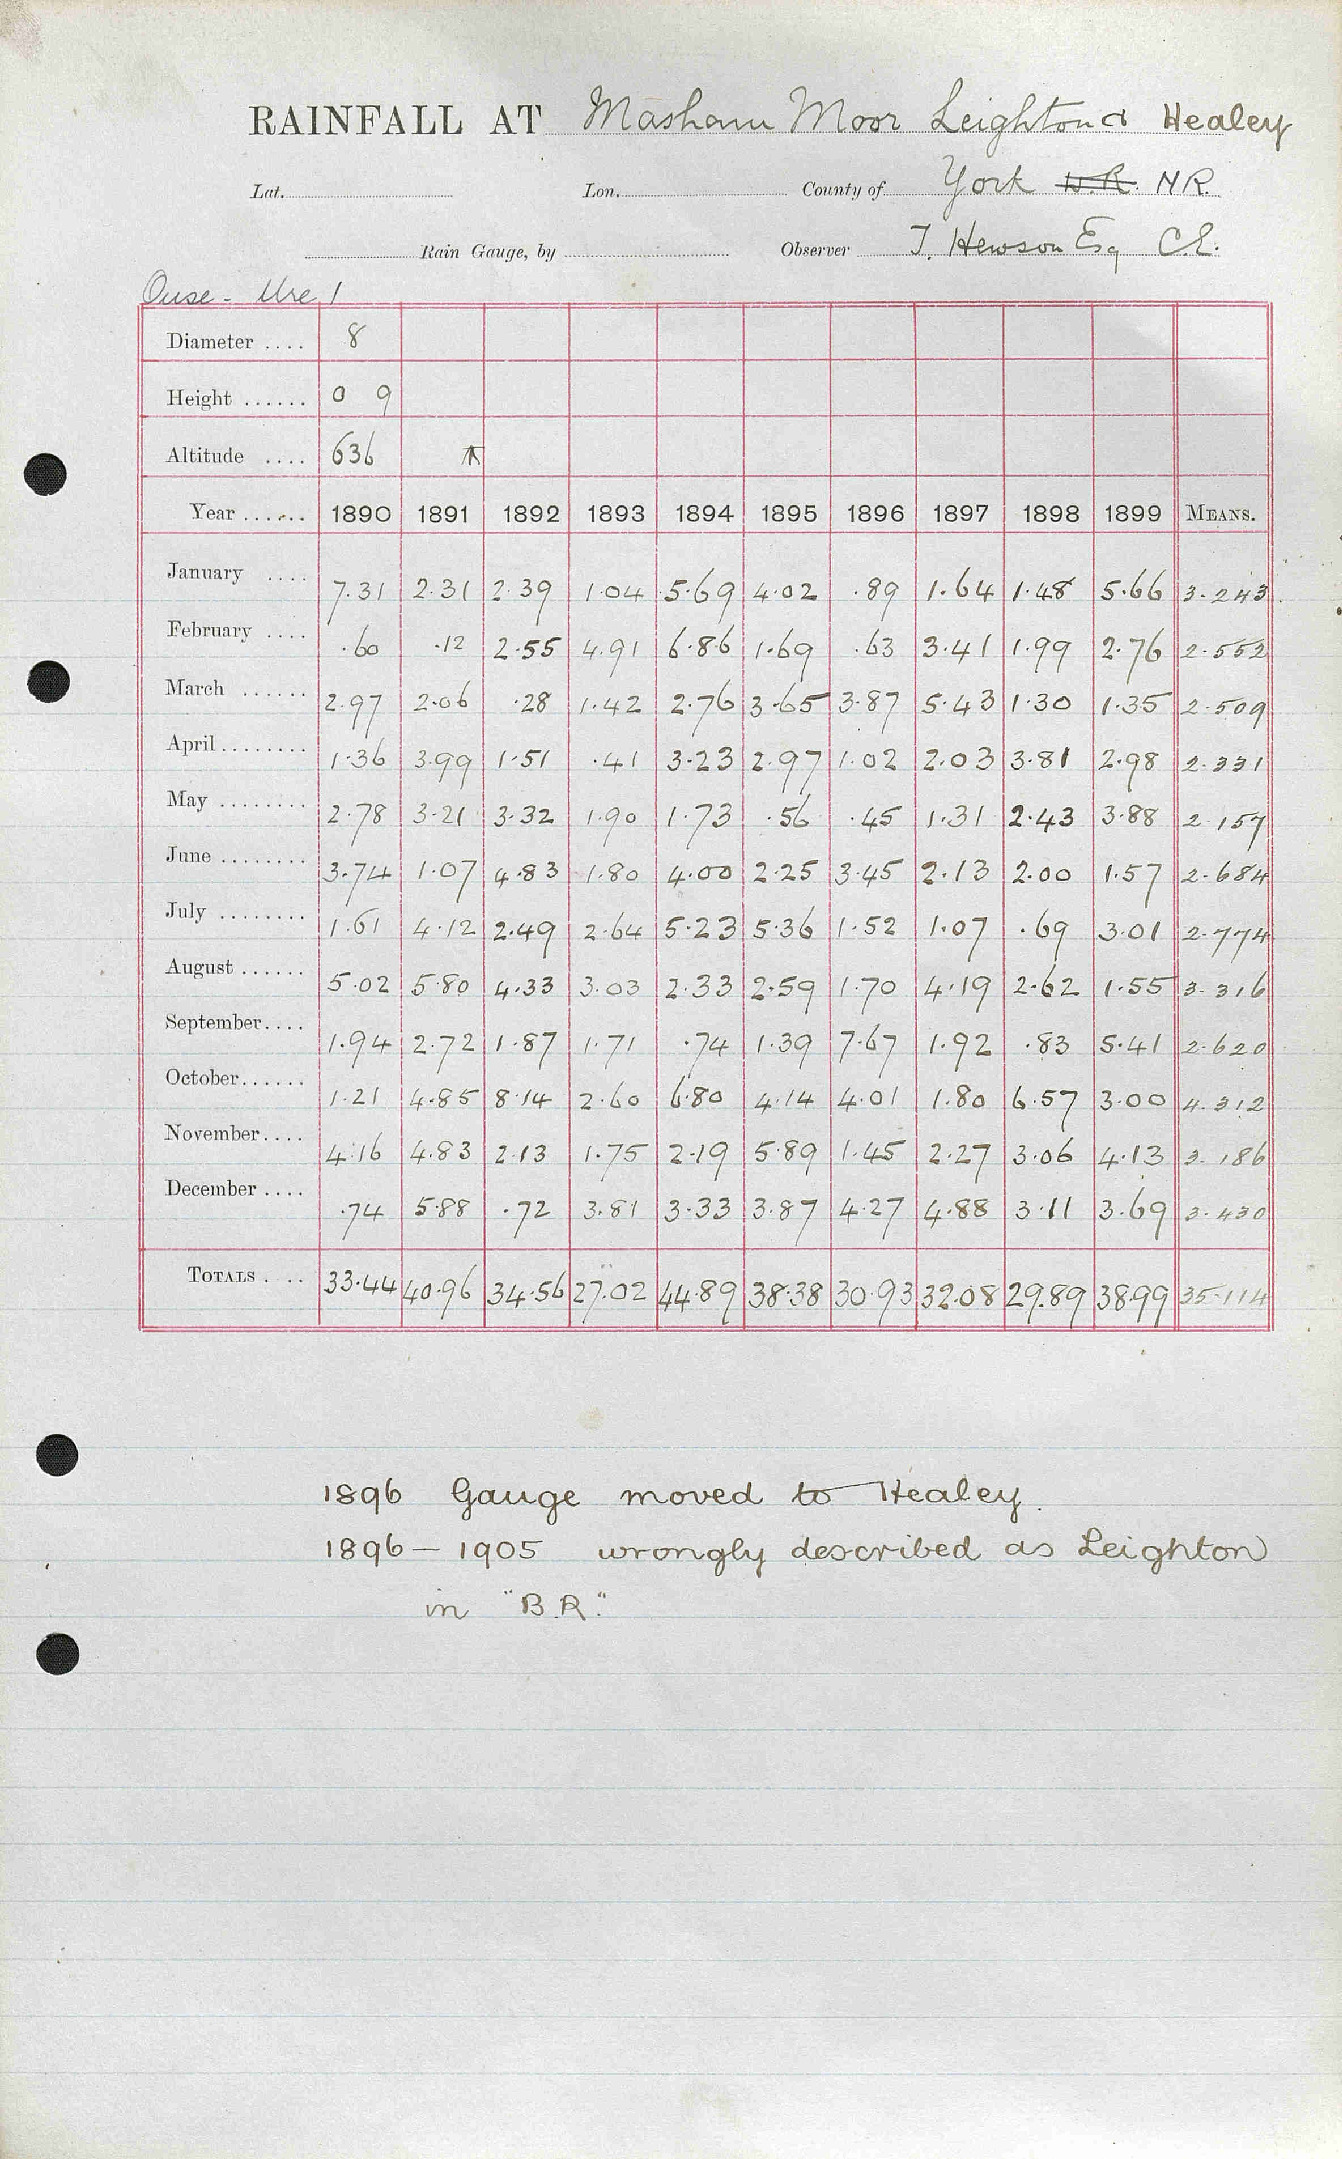 RAINFALL AT Masham Moor Leighton & Healey
Lat. Lon. County of York W.R. N.R.
Rain Gauge, by Observer T. Hewson Esq C.E.
Ouse - Ure 1
Diameter .... 8
Height ...... 0 9
Altitude .... 636
Year ...... 1890 1891 1892 1893 1894 1895 1896 1897 1898 1899 MEANS.
January .... 7.31 2.31 2.39 1.04 5.69 4.02 .89 1.64 1.48 5.66 3.243
February .... .60 .12 2.55 4.91 6.86 1.69 .63 3.41 1.99 2.76 2.552
March ...... 2.97 2.06 .28 1.42 2.76 3.65 3.87 5.43 1.30 1.35 2.509
April ........ 1.36 3.99 1.51 .41 3.23 2.97 1.02 2.03 3.81 2.98 2.331
May ........ 2.78 3.21 3.32 1.90 1.73 .56 .45 1.31 2.43 3.88 2.157
June ........ 3.74 1.07 4.83 1.80 4.00 2.25 3.45 2.13 2.00 1.57 2.684
July ........ 1.61 4.12 2.49 2.64 5.23 5.36 1.52 1.07 .69 3.01 2.774
August ...... 5.02 5.80 4.33 3.03 2.33 2.59 1.70 4.19 2.62 1.55 3.316
September.... 1.94 2.72 1.87 1.71 .74 1.39 7.67 1.92 .83 5.41 2.620
October...... 1.21 4.85 8.14 2.60 6.80 4.14 4.01 1.80 6.57 3.00 4.312
November.... 4.16 4.83 2.13 1.75 2.19 5.89 1.45 2.27 3.06 4.13 3.186
December .... .74 5.88 .72 3.81 3.33 3.87 4.27 4.88 3.11 3.69 3.430
TOTALS .... 33.44 40.96 34.56 27.02 44.89 38.38 30.93 32.08 29.89 38.99 35.114
1896 Gauge moved to Healey.
1896 – 1905 wrongly described as Leighton
in "B.R."